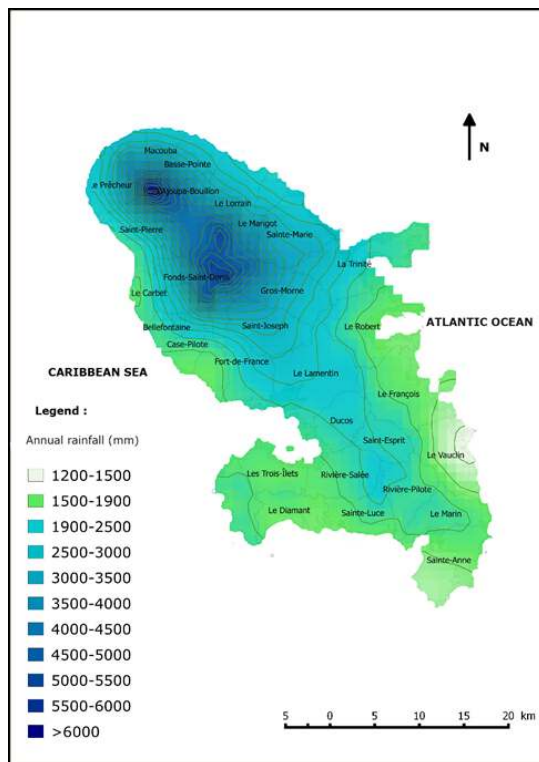 N
Macouba
Basse-Pointe
Le Prêcheur
Ajoupa-Bouillon
Le Lorrain
Le Marigot
Saint-Pierre
Sainte-Marie
La Trinité
Fonds-Saint-Denis
Le Carbet
Gros-Morne
Bellefontaine
Saint-Joseph
Le Robert
ATLANTIC OCEAN
Case-Pilote
Fort-de-France
CARIBBEAN SEA
Le Lamentin
Le François
Legend :
Ducos
Annual rainfall (mm)
Saint-Esprit
Le Vauclin
Les Trois-Îlets
Rivière-Salée
Rivière-Pilote
Le Diamant
Sainte-Luce
Le Marin
Sainte-Anne
1200-1500
1500-1900
1900-2500
2500-3000
3000-3500
3500-4000
4000-4500
4500-5000
5000-5500
5500-6000
>6000
5 0 5 10 15 20 km